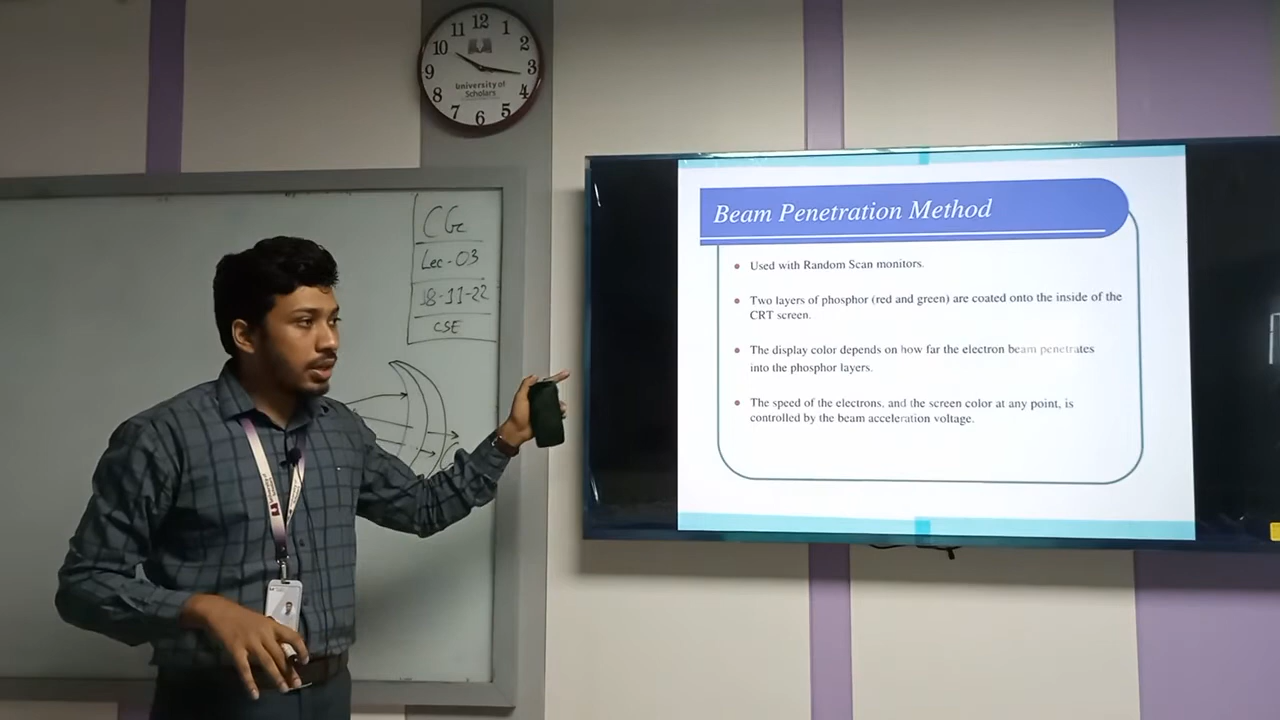 12
11
1
10
2
9
3
8
4
7
5
6
University of
Scholars
CGr
Lec-03
18-11-22
CSE
Beam Penetration Method
Used with Random Scan monitors.
Two layers of phosphor (red and green) are coated onto the inside of the
CRT screen.
The display color depends on how far the electron beam penetrates
into the phosphor layers.
The speed of the electrons, and the screen color at any point, is
controlled by the beam acceleration voltage.